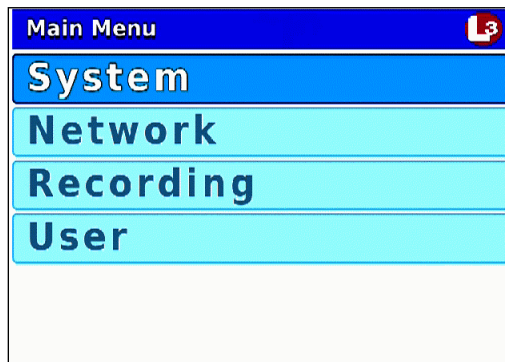 Main Menu
L3
System
Network
Recording
User